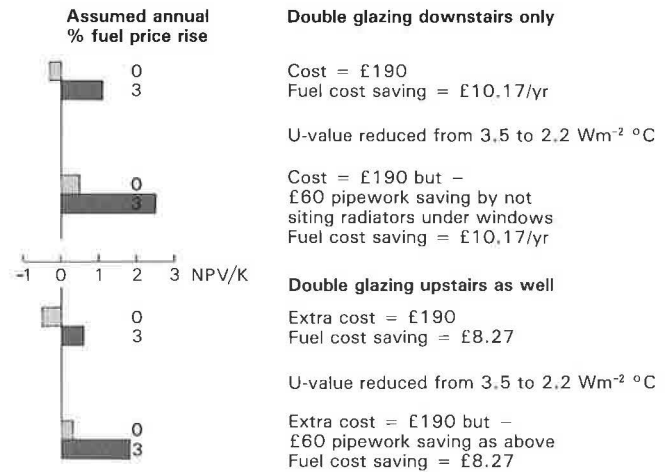 Assumed annual
% fuel price rise
Double glazing downstairs only
0
3
Cost = £190
Fuel cost saving = £10.17/yr
U-value reduced from 3.5 to 2.2 Wm⁻² °C
0
3
Cost = £190 but –
£60 pipework saving by not
siting radiators under windows
Fuel cost saving = £10.17/yr
-1 0 1 2 3 NPV/K
Double glazing upstairs as well
0
3
Extra cost = £190
Fuel cost saving = £8.27
U-value reduced from 3.5 to 2.2 Wm⁻² °C
0
3
Extra cost = £190 but –
£60 pipework saving as above
Fuel cost saving = £8.27